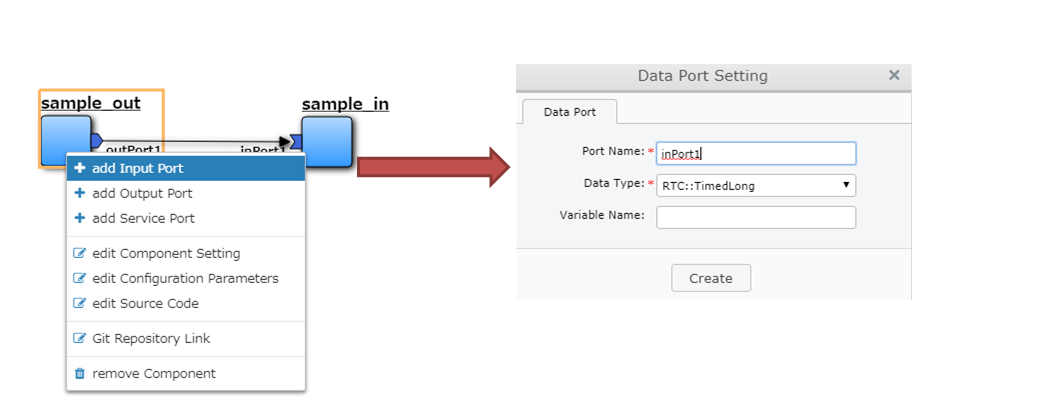 sample_out
sample_in
outPort1
inPort1
add Input Port
add Output Port
add Service Port
edit Component Setting
edit Configuration Parameters
edit Source Code
Git Repository Link
remove Component
Data Port Setting
Data Port
Port Name: * inPort1
Data Type: * RTC::TimedLong
Variable Name:
Create